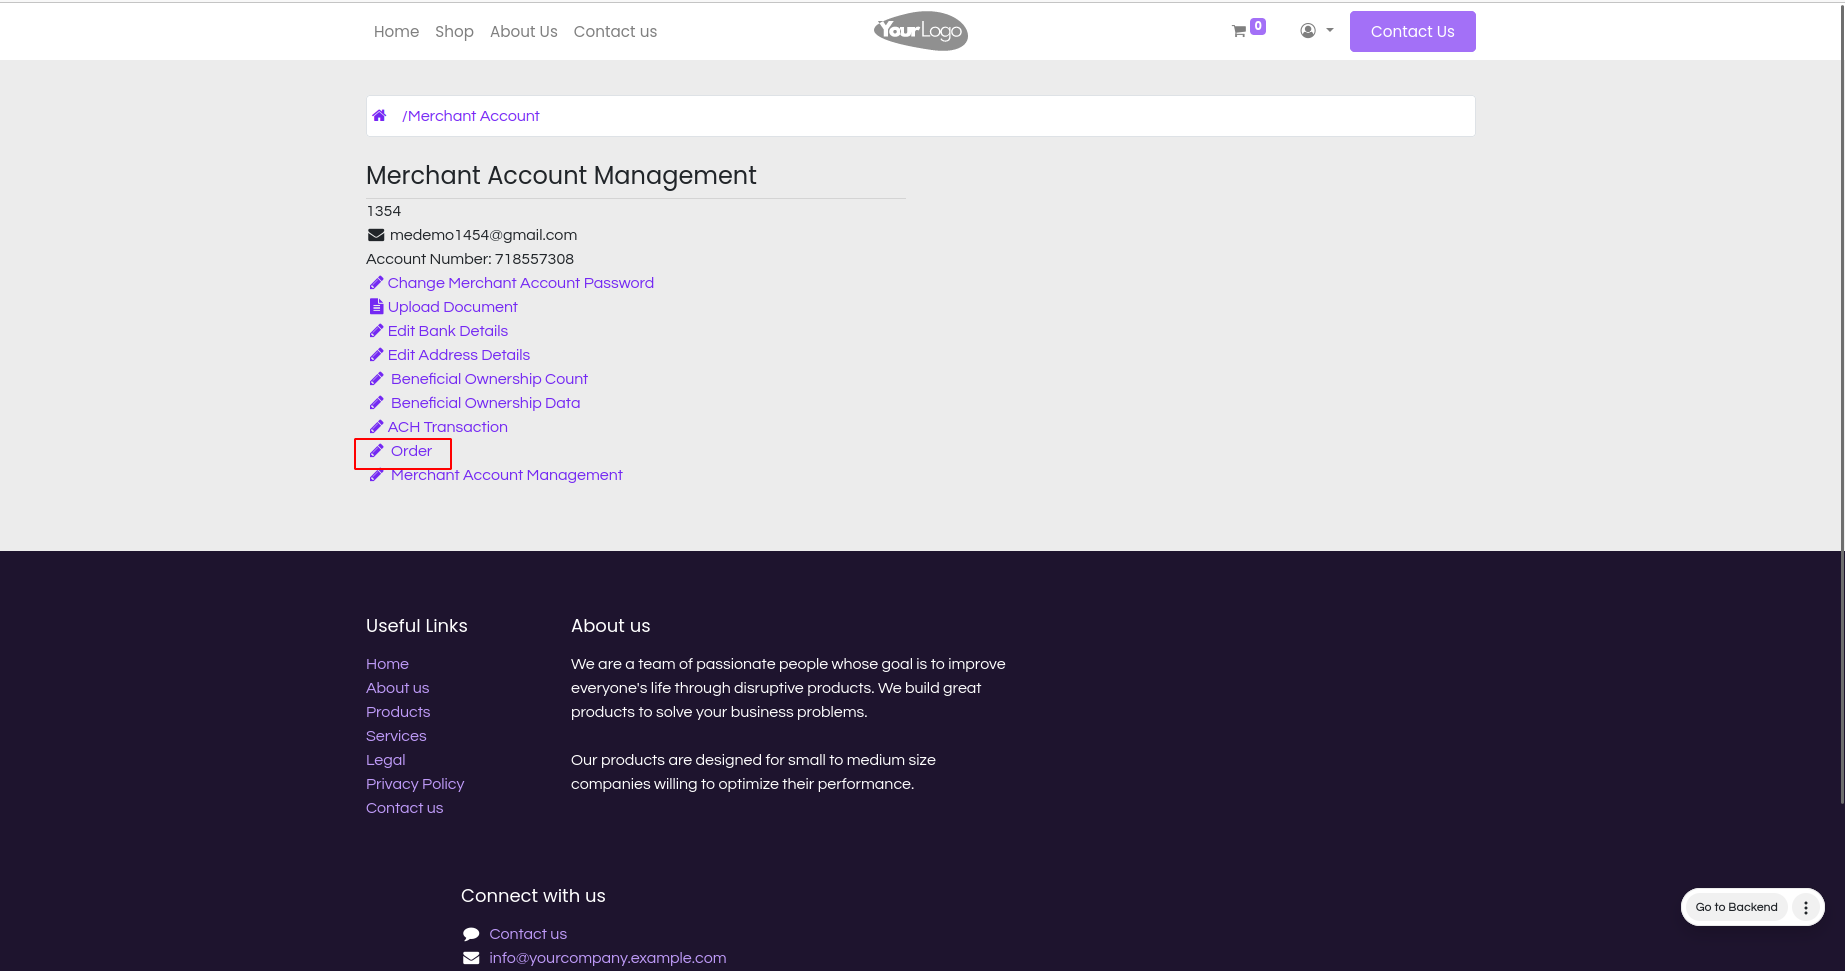 Home Shop About Us Contact us YourLogo 0 Contact Us
/Merchant Account
Merchant Account Management
1354
medemo1454@gmail.com
Account Number: 718557308
Change Merchant Account Password
Upload Document
Edit Bank Details
Edit Address Details
Beneficial Ownership Count
Beneficial Ownership Data
ACH Transaction
Order
Merchant Account Management
Useful Links
Home
About us
Products
Services
Legal
Privacy Policy
Contact us
About us
We are a team of passionate people whose goal is to improve
everyone's life through disruptive products. We build great
products to solve your business problems.
Our products are designed for small to medium size
companies willing to optimize their performance.
Connect with us
Contact us
info@yourcompany.example.com
Go to Backend